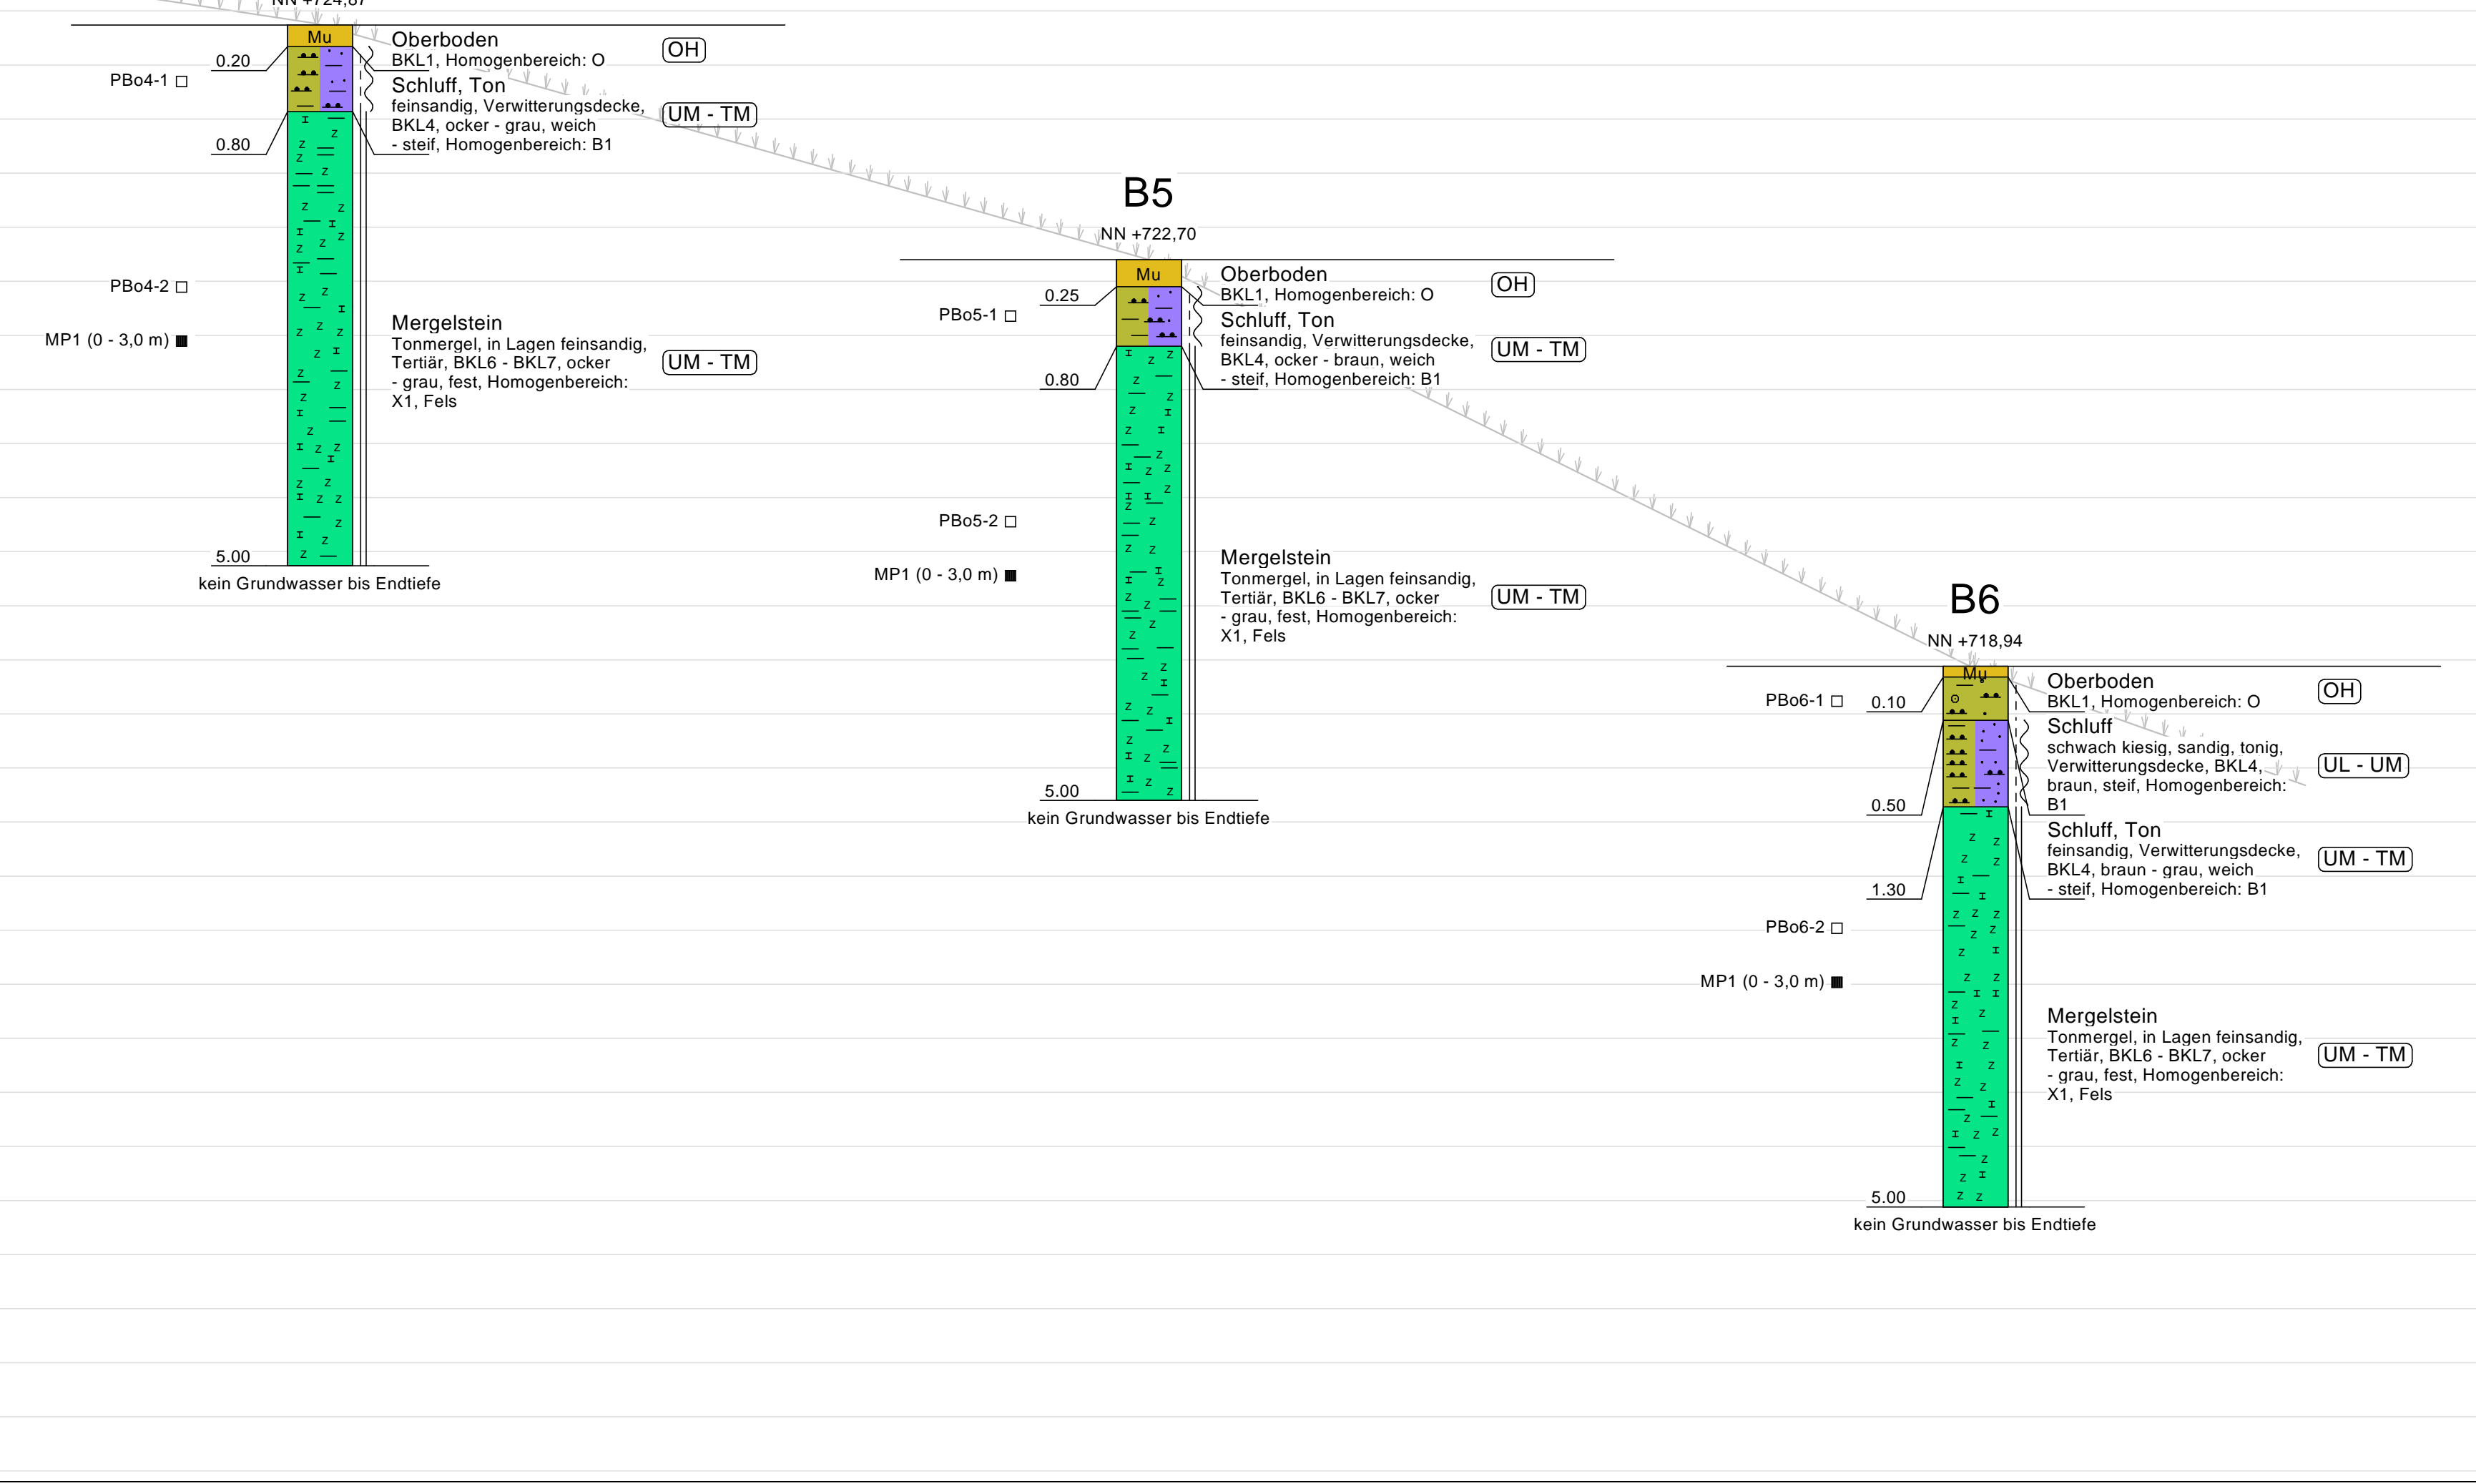 NN +724,87
Mu
0.20
PBo4-1
0.80
Oberboden
BKL1, Homogenbereich: O
OH
Schluff, Ton
feinsandig, Verwitterungsdecke,
BKL4, ocker - grau, weich
- steif, Homogenbereich: B1
UM - TM
PBo4-2
MP1 (0 - 3,0 m)
Mergelstein
Tonmergel, in Lagen feinsandig,
Tertiär, BKL6 - BKL7, ocker
- grau, fest, Homogenbereich:
X1, Fels
UM - TM
5.00
kein Grundwasser bis Endtiefe
B5
NN +722,70
Mu
0.25
PBo5-1
0.80
Oberboden
BKL1, Homogenbereich: O
OH
Schluff, Ton
feinsandig, Verwitterungsdecke,
BKL4, ocker - braun, weich
- steif, Homogenbereich: B1
UM - TM
PBo5-2
MP1 (0 - 3,0 m)
Mergelstein
Tonmergel, in Lagen feinsandig,
Tertiär, BKL6 - BKL7, ocker
- grau, fest, Homogenbereich:
X1, Fels
UM - TM
5.00
kein Grundwasser bis Endtiefe
B6
NN +718,94
Mu
PBo6-1
0.10
0.50
1.30
Oberboden
BKL1, Homogenbereich: O
OH
Schluff
schwach kiesig, sandig, tonig,
Verwitterungsdecke, BKL4,
braun, steif, Homogenbereich:
B1
UL - UM
Schluff, Ton
feinsandig, Verwitterungsdecke,
BKL4, braun - grau, weich
- steif, Homogenbereich: B1
UM - TM
PBo6-2
MP1 (0 - 3,0 m)
Mergelstein
Tonmergel, in Lagen feinsandig,
Tertiär, BKL6 - BKL7, ocker
- grau, fest, Homogenbereich:
X1, Fels
UM - TM
5.00
kein Grundwasser bis Endtiefe